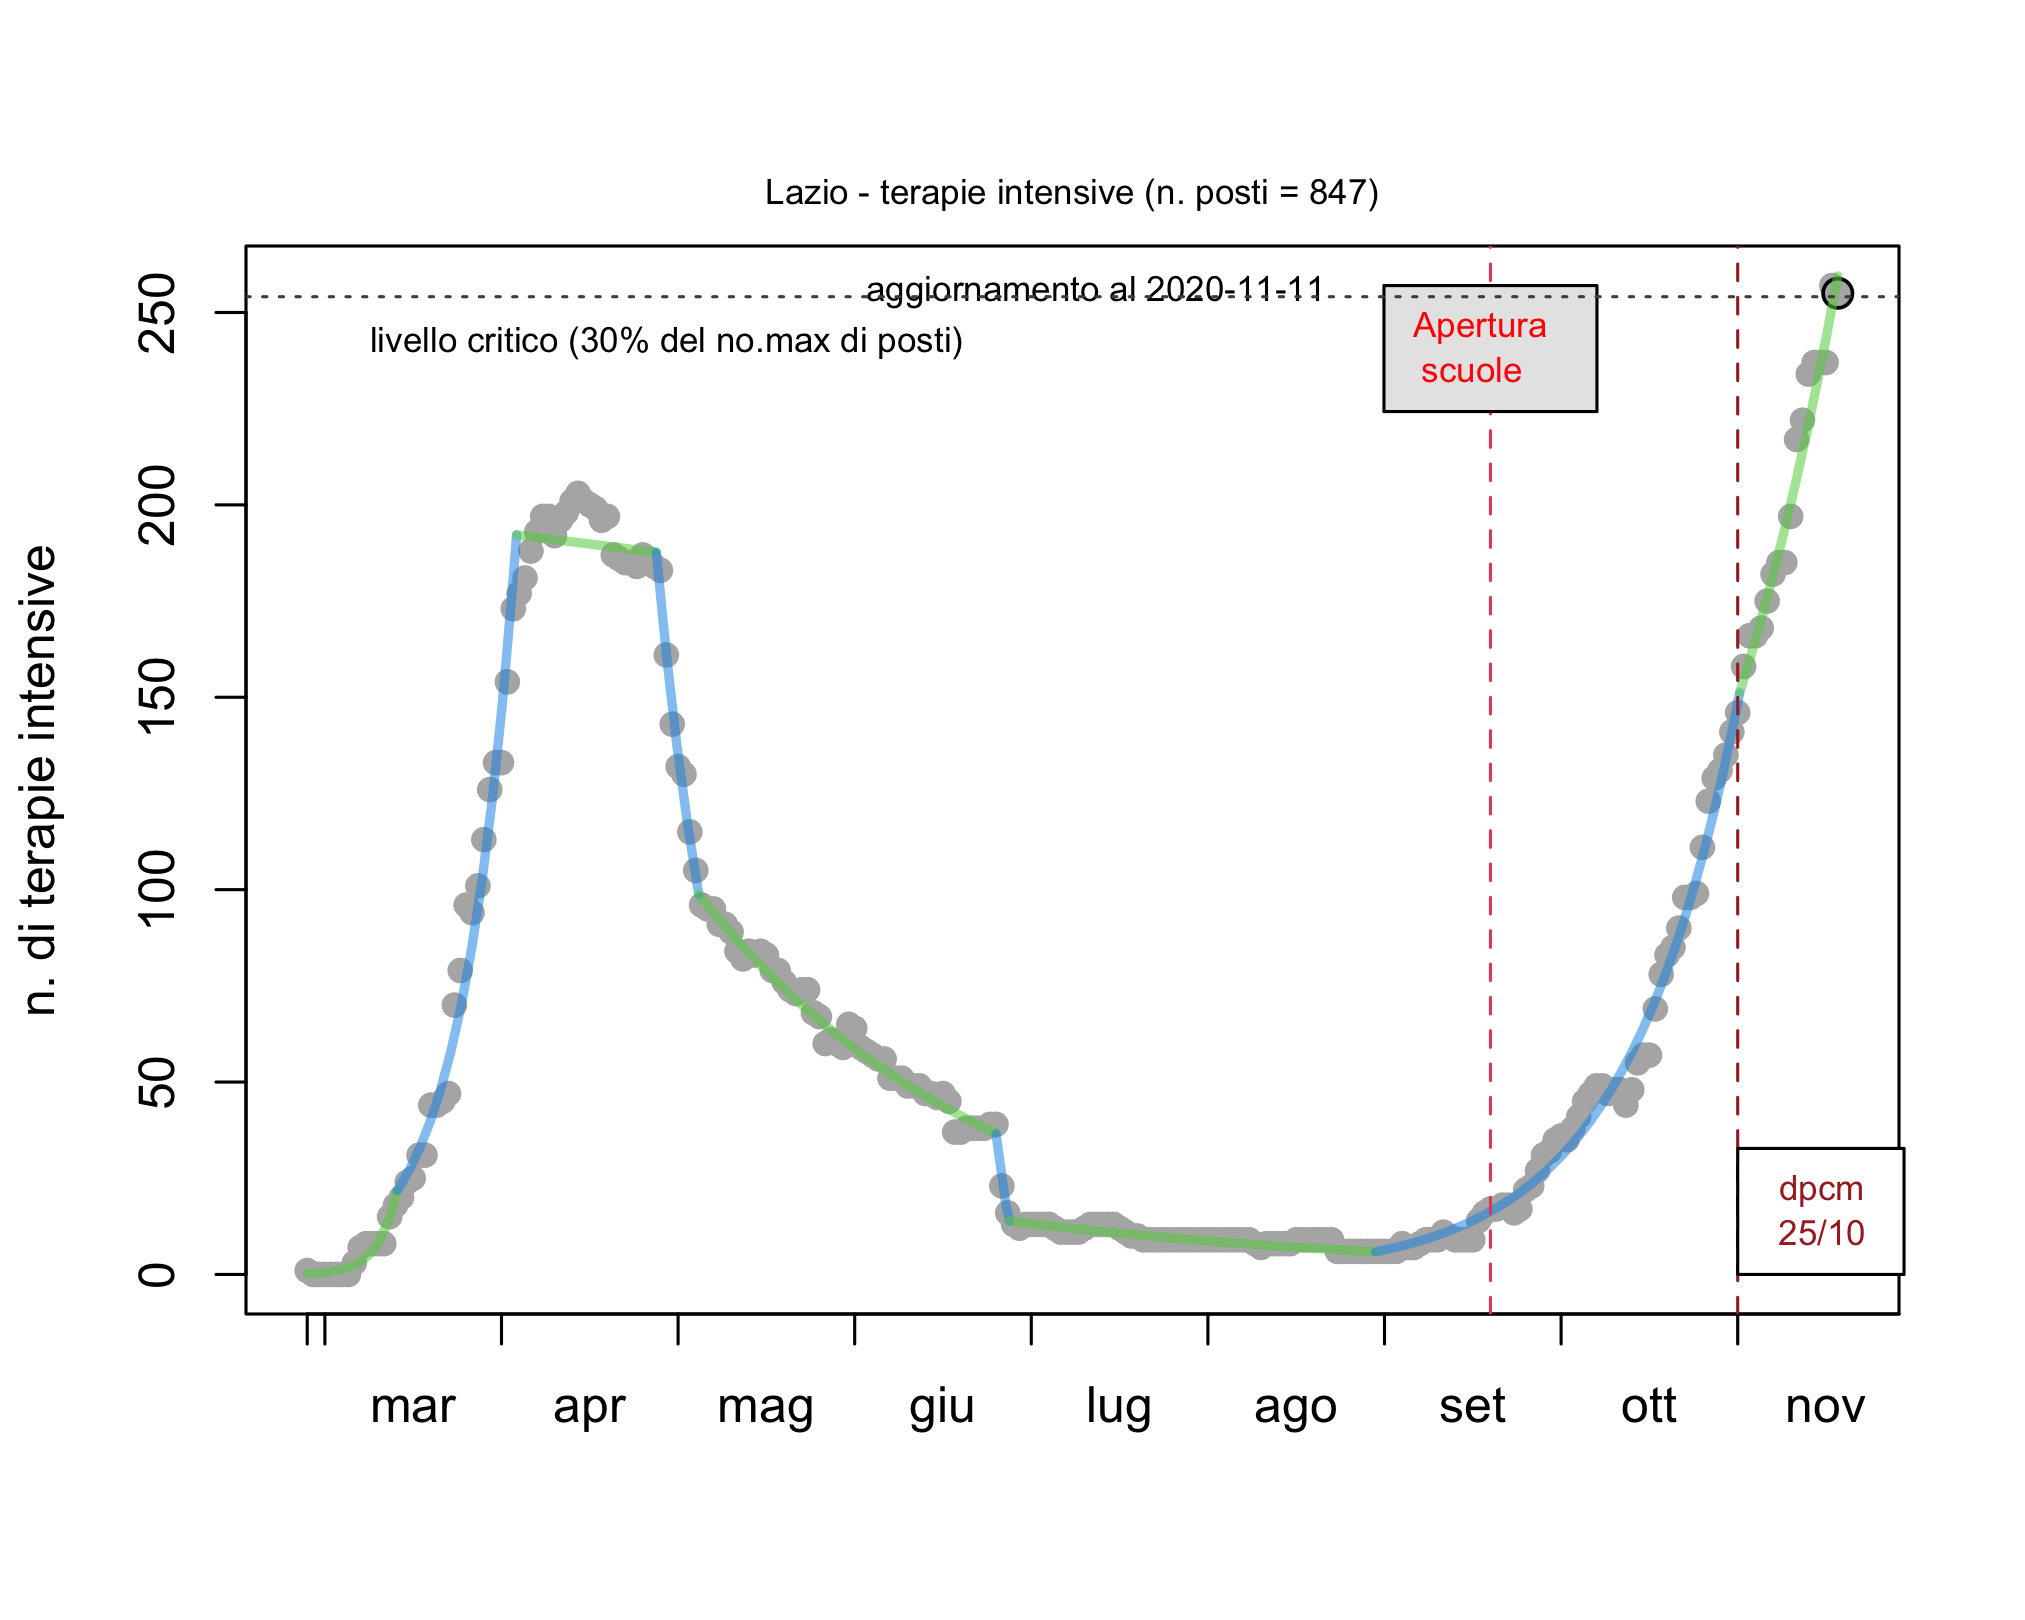 Lazio - terapie intensive (n. posti = 847)
aggiornamento al 2020-11-11
livello critico (30% del no.max di posti)
Apertura
scuole
n. di terapie intensive
250
200
150
100
50
0
dpcm
25/10
mar apr mag giu lug ago set ott nov